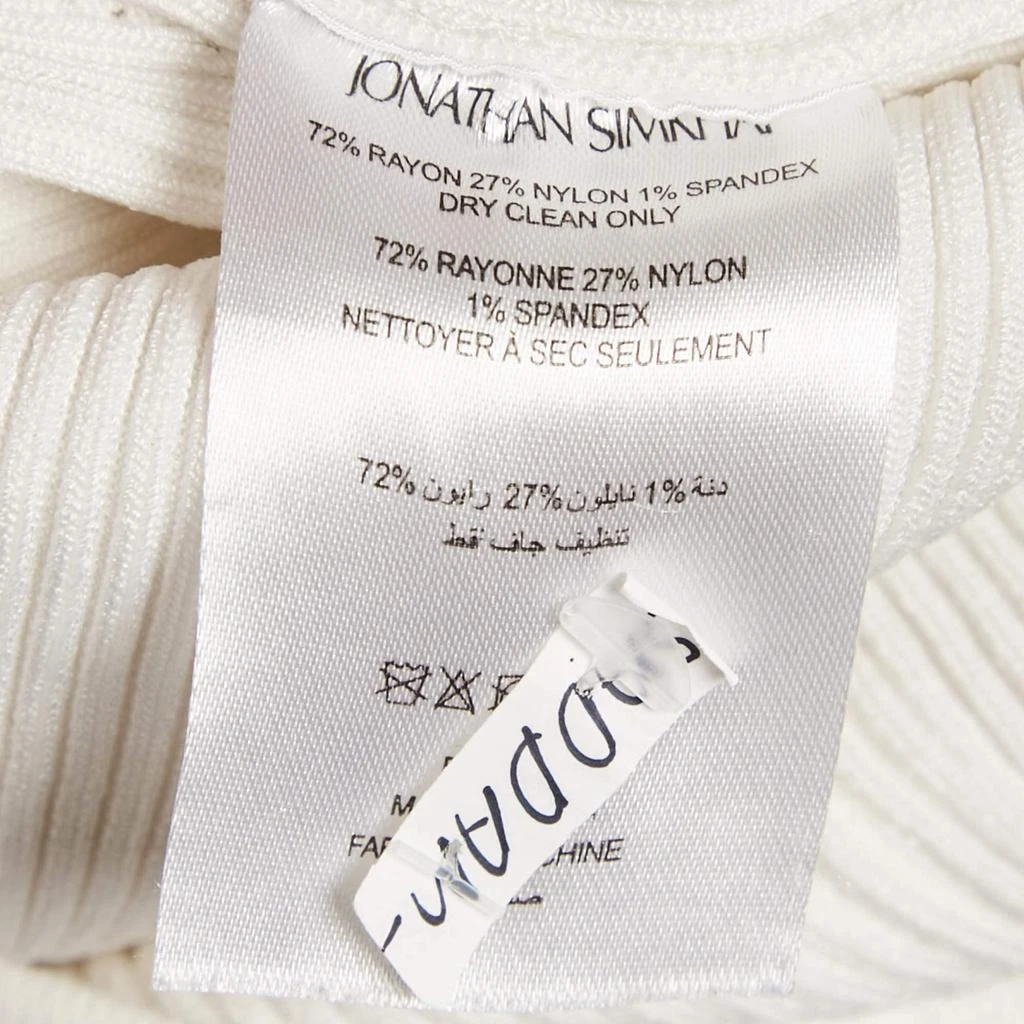 JONATHAN SIMKHAI
72% RAYON 27% NYLON 1% SPANDEX
DRY CLEAN ONLY
72% RAYONNE 27% NYLON
1% SPANDEX
NETTOYER À SEC SEULEMENT
72% رايون 27% نايلون 1% دنة
تنظيف جاف فقط